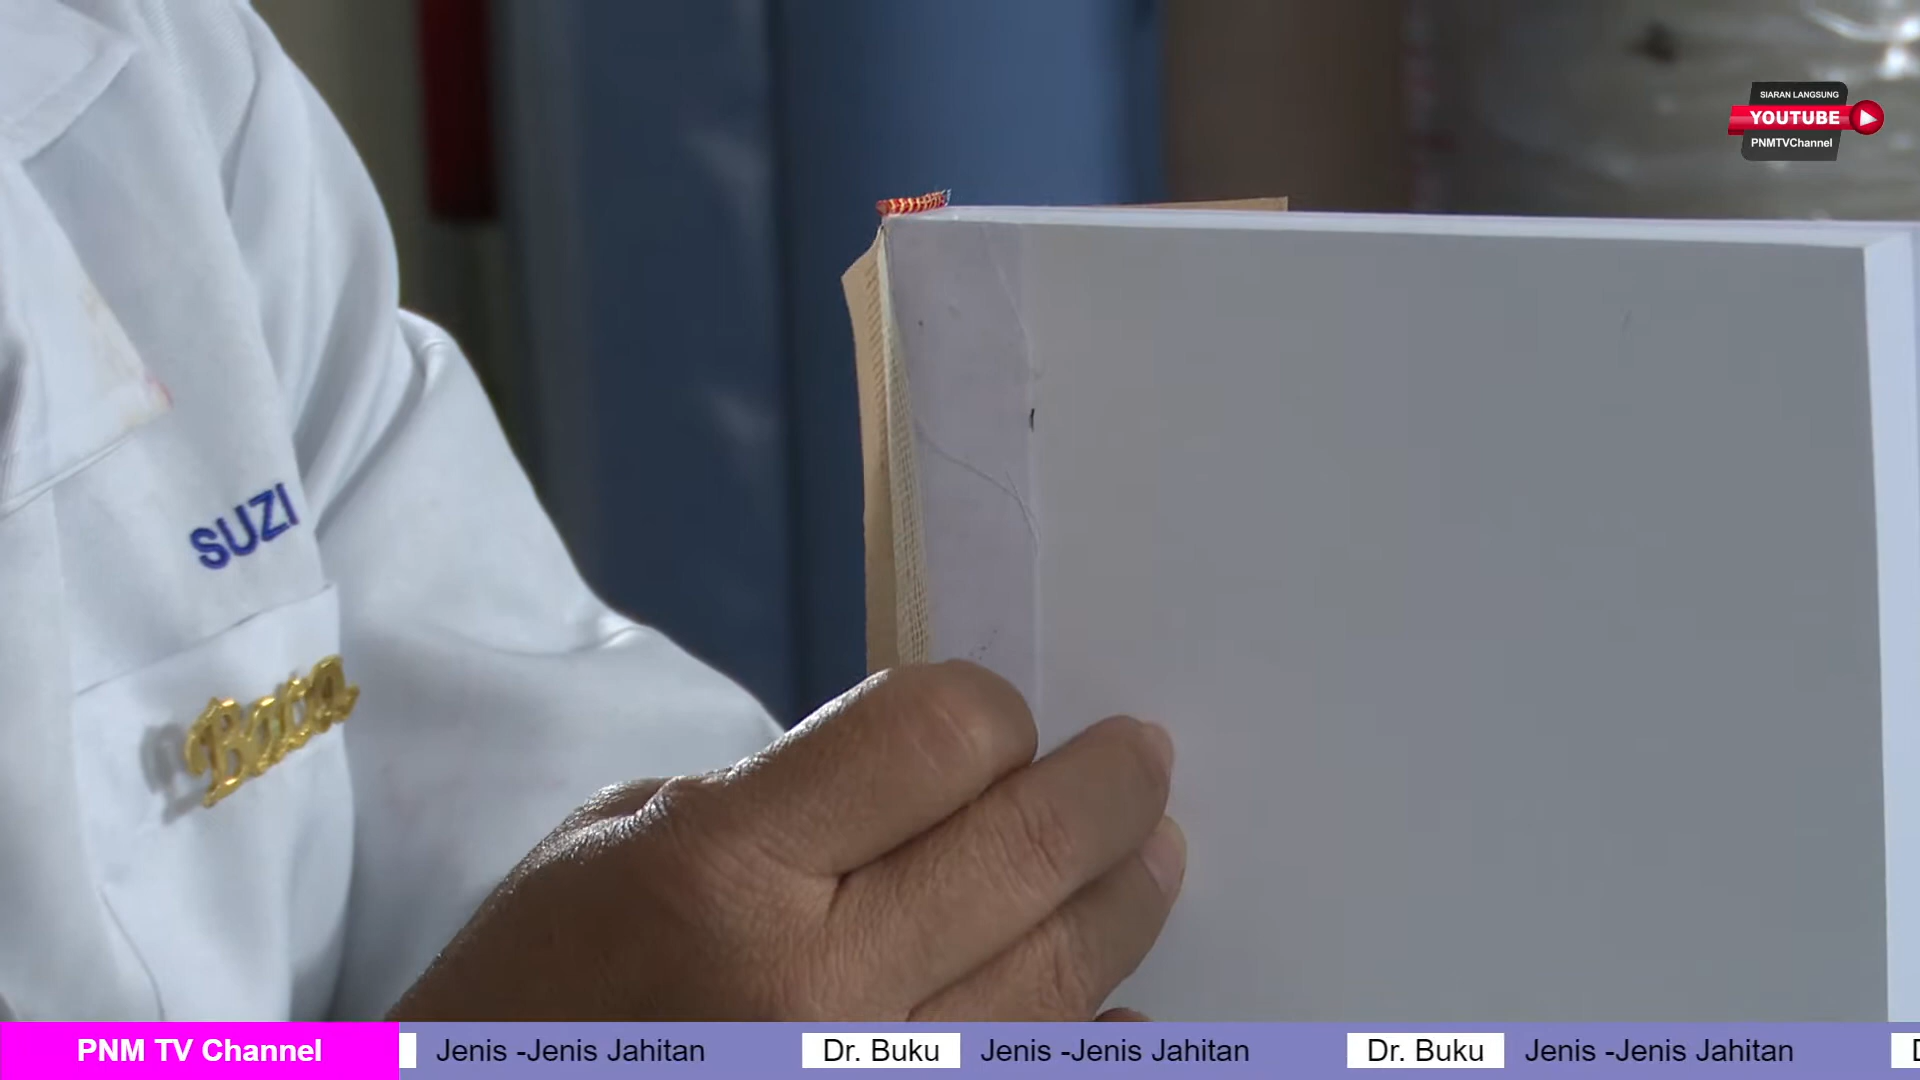 SIARAN LANGSUNG
YOUTUBE
PNMTVChannel
SUZI
Baca
PNM TV Channel
Jenis -Jenis Jahitan
Dr. Buku
Jenis -Jenis Jahitan
Dr. Buku
Jenis -Jenis Jahitan